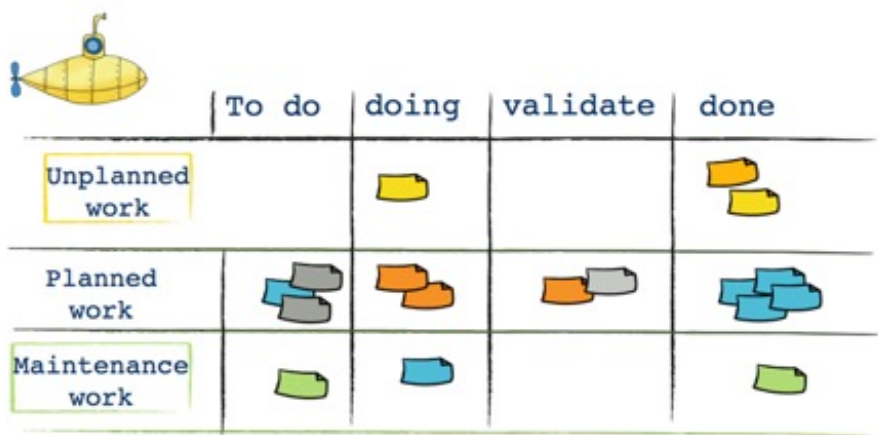 To do doing validate done
Unplanned
work
Planned
work
Maintenance
work